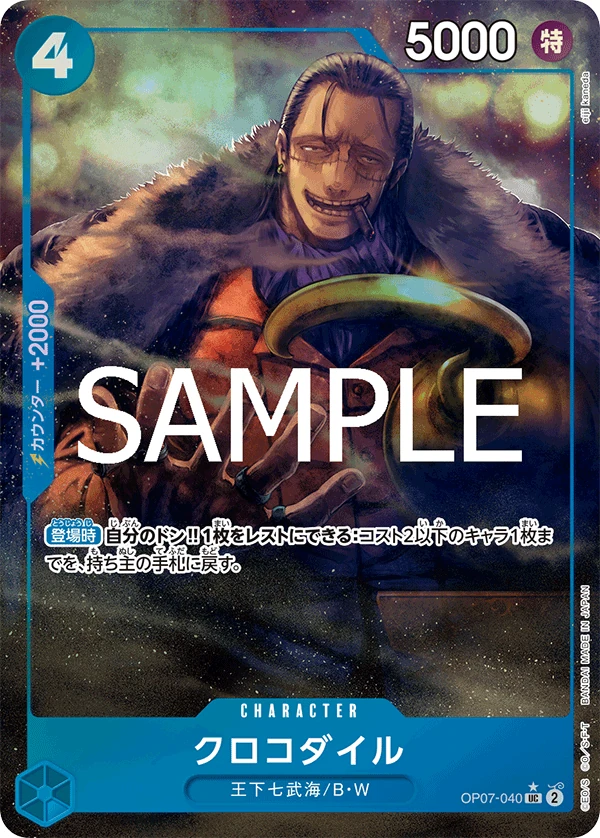 4
5000 特
eiji kaneda
カウンター +2000
SAMPLE
登場時 自分のドン!!1枚をレストにできる:コスト2以下のキャラ1枚ま
でを、持ち主の手札に戻す。
CHARACTER
クロコダイル
王下七武海/B・W
OP07-040 UC 2
©E.O/S ©O/S・F・T BANDAI MADE IN JAPAN